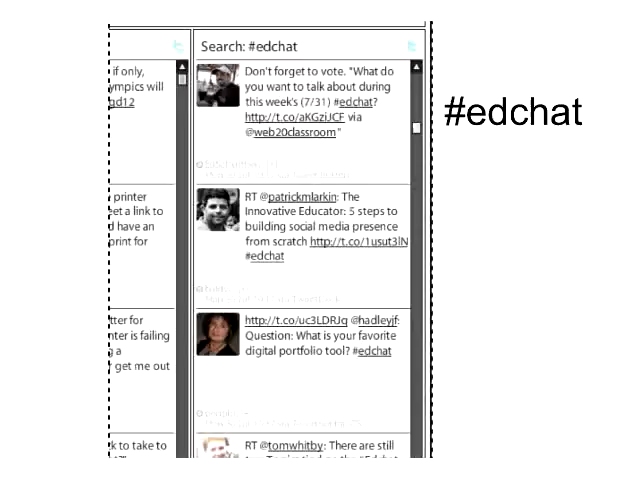 if only,
ympics will
gd12
printer
eet a link to
d have an
print for
tter for
nter is failing
g a
get me out
k to take to
Search: #edchat
Don't forget to vote. "What do
you want to talk about during
this week's (7/31) #edchat?
http://t.co/aKGziJCF via
@web20classroom"
RT @patrickmlarkin: The
Innovative Educator: 5 steps to
building social media presence
from scratch http://t.co/1usut3lN
#edchat
http://t.co/uc3LDRJq @hadleyjf:
Question: What is your favorite
digital portfolio tool? #edchat
RT @tomwhitby: There are still
#edchat